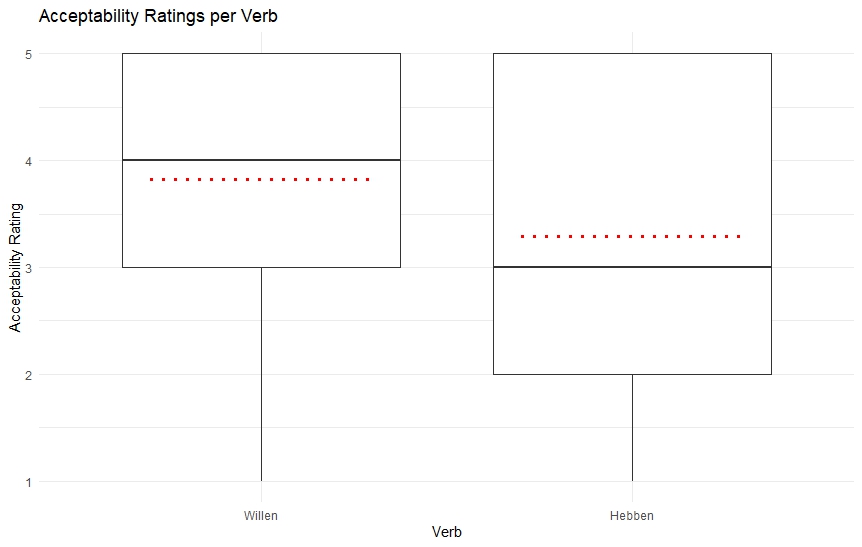 Acceptability Ratings per Verb
Acceptability Rating
5
4
3
2
1
Willen
Hebben
Verb